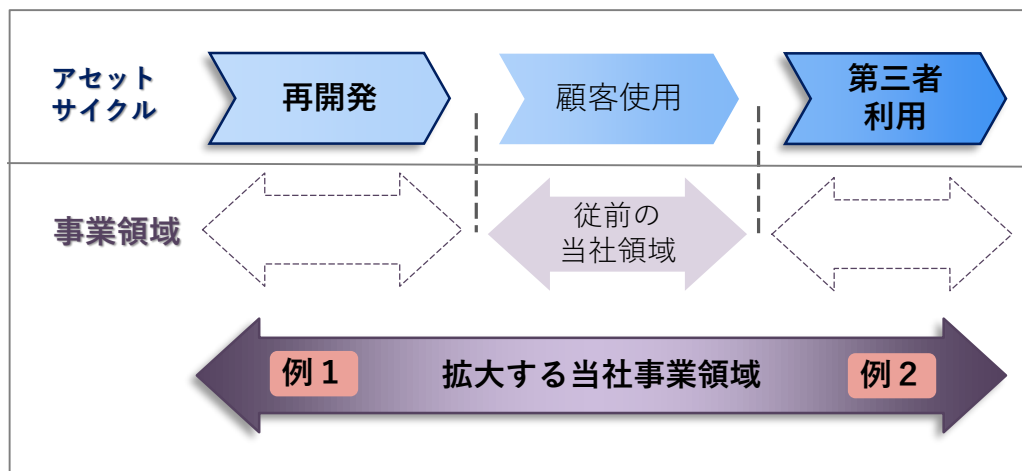 アセット
サイクル
再開発
顧客使用
第三者
利用
事業領域
従前の
当社領域
例１
拡大する当社事業領域
例２